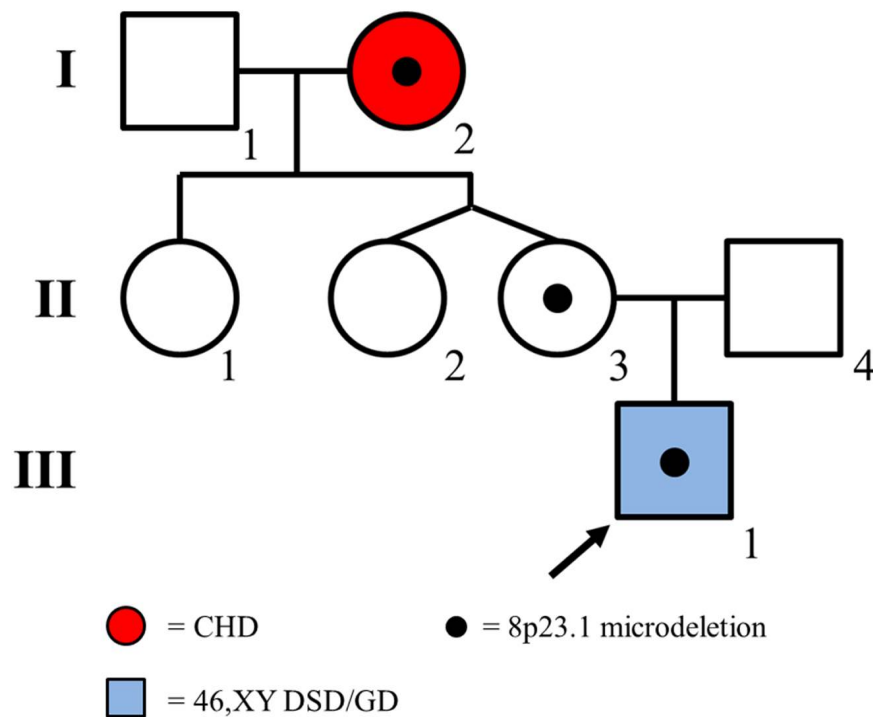 I
1
2
II
1
2
3
4
III
1
= CHD
= 8p23.1 microdeletion
= 46,XY DSD/GD